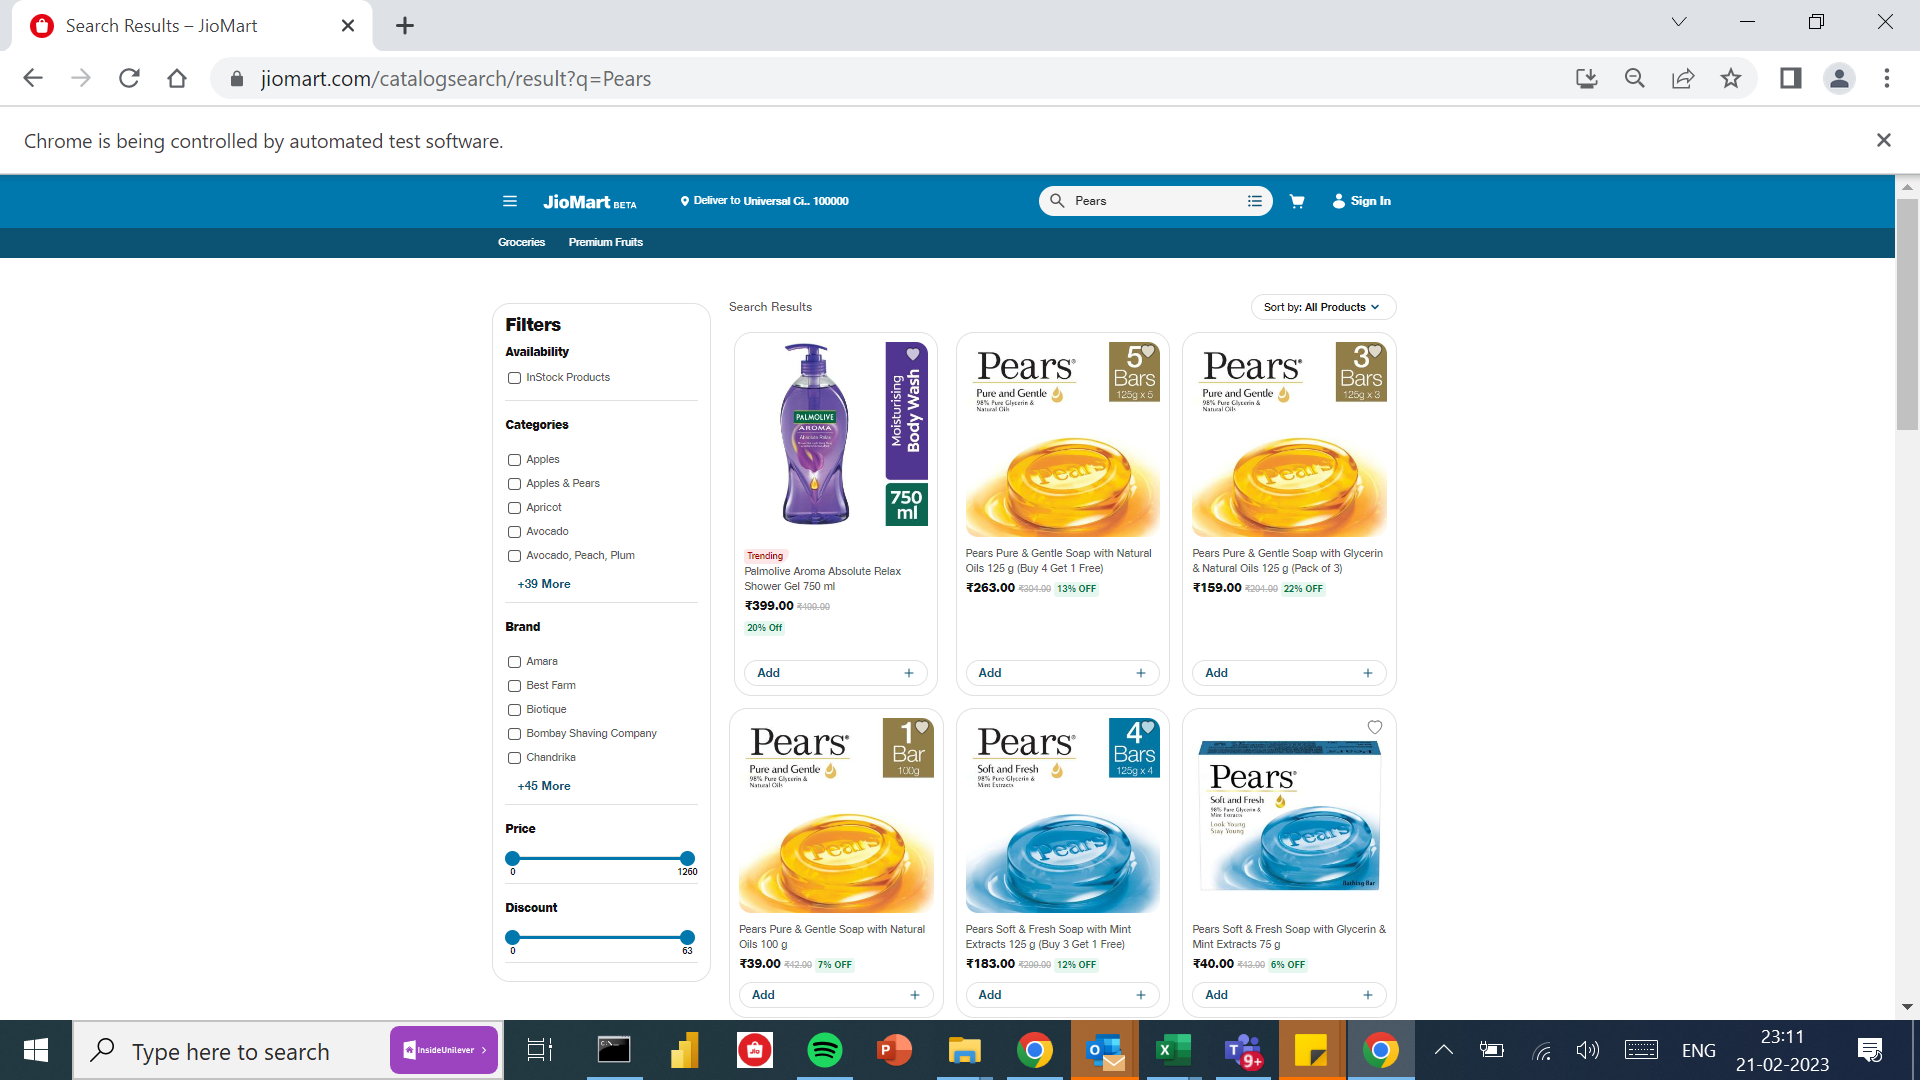 Search Results – JioMart
jiomart.com/catalogsearch/result?q=Pears
Chrome is being controlled by automated test software.
JioMart BETA
Deliver to Universal Ci.. 100000
Pears
Sign In
Groceries
Premium Fruits
Filters
Availability
InStock Products
Categories
Apples
Apples & Pears
Apricot
Avocado
Avocado, Peach, Plum
+39 More
Brand
Amara
Best Farm
Biotique
Bombay Shaving Company
Chandrika
+45 More
Price
0
1260
Discount
0
63
Search Results
Sort by: All Products
PALMOLIVE
AROMA
Absolute Relax
Moisturising
Body Wash
750
ml
Trending
Palmolive Aroma Absolute Relax
Shower Gel 750 ml
₹399.00 ₹400.00
20% Off
Add
Pears
Pure and Gentle
98% Pure Glycerin &
Natural Oils
5
Bars
125g x 5
Pears
Pears Pure & Gentle Soap with Natural
Oils 125 g (Buy 4 Get 1 Free)
₹263.00 ₹304.00 13% OFF
Add
Pears
Pure and Gentle
98% Pure Glycerin &
Natural Oils
3
Bars
125g x 3
Pears
Pears Pure & Gentle Soap with Glycerin
& Natural Oils 125 g (Pack of 3)
₹159.00 ₹204.00 22% OFF
Add
Pears
Pure and Gentle
98% Pure Glycerin &
Natural Oils
1
Bar
100g
Pears
Pears Pure & Gentle Soap with Natural
Oils 100 g
₹39.00 ₹42.00 7% OFF
Add
Pears
Soft and Fresh
98% Pure Glycerin &
Mint Extracts
4
Bars
125g x 4
Pears
Pears Soft & Fresh Soap with Mint
Extracts 125 g (Buy 3 Get 1 Free)
₹183.00 ₹209.00 12% OFF
Add
Pears
Soft and Fresh
98% Pure Glycerin &
Mint Extracts
Look Young
Stay Young
Pears
Bathing Bar
Pears Soft & Fresh Soap with Glycerin &
Mint Extracts 75 g
₹40.00 ₹43.00 6% OFF
Add
Type here to search
InsideUnilever
9+
ENG
23:11
21-02-2023